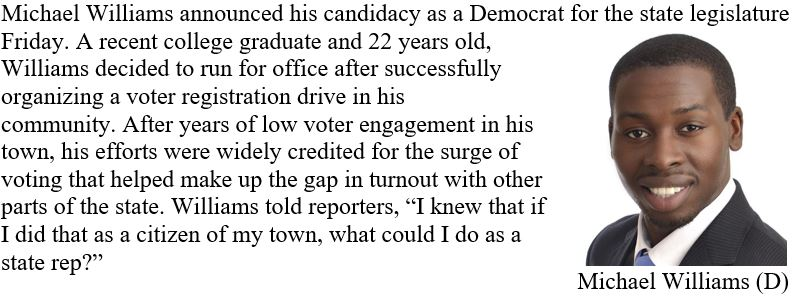 Michael Williams announced his candidacy as a Democrat for the state legislature
Friday. A recent college graduate and 22 years old,
Williams decided to run for office after successfully
organizing a voter registration drive in his
community. After years of low voter engagement in his
town, his efforts were widely credited for the surge of
voting that helped make up the gap in turnout with other
parts of the state. Williams told reporters, “I knew that if
I did that as a citizen of my town, what could I do as a
state rep?”
Michael Williams (D)